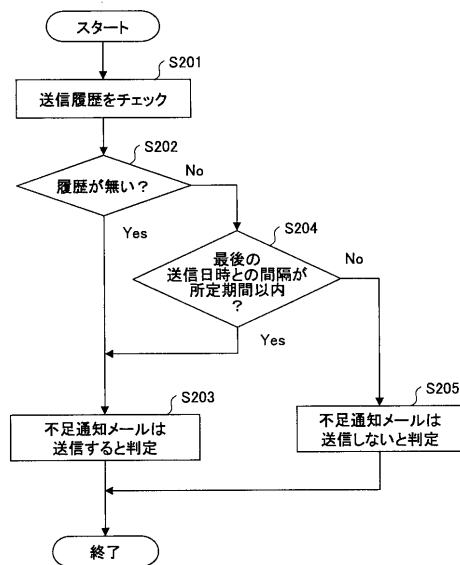 スタート
S201
送信履歴をチェック
S202
履歴が無い?
No
Yes
S204
最後の
送信日時との間隔が
所定期間以内
?
No
Yes
S203
不足通知メールは
送信すると判定
S205
不足通知メールは
送信しないと判定
終了